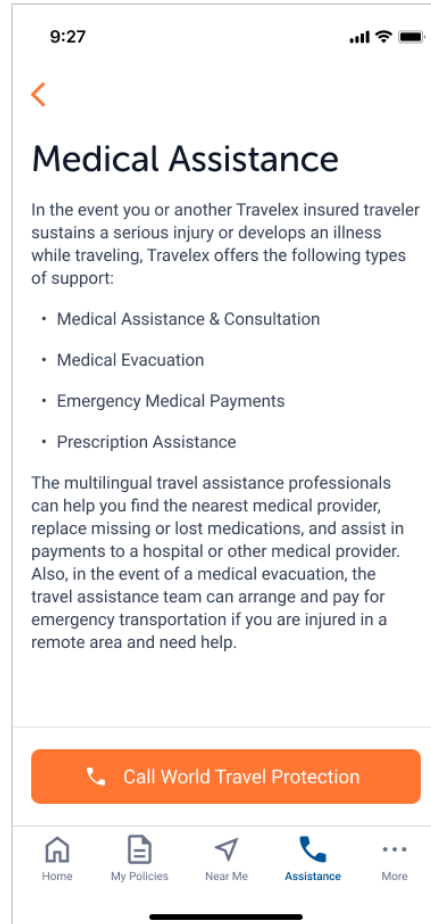 9:27
Medical Assistance
In the event you or another Travelex insured traveler
sustains a serious injury or develops an illness
while traveling, Travelex offers the following types
of support:
• Medical Assistance & Consultation
• Medical Evacuation
• Emergency Medical Payments
• Prescription Assistance
The multilingual travel assistance professionals
can help you find the nearest medical provider,
replace missing or lost medications, and assist in
payments to a hospital or other medical provider.
Also, in the event of a medical evacuation, the
travel assistance team can arrange and pay for
emergency transportation if you are injured in a
remote area and need help.
Call World Travel Protection
Home My Policies Near Me Assistance More